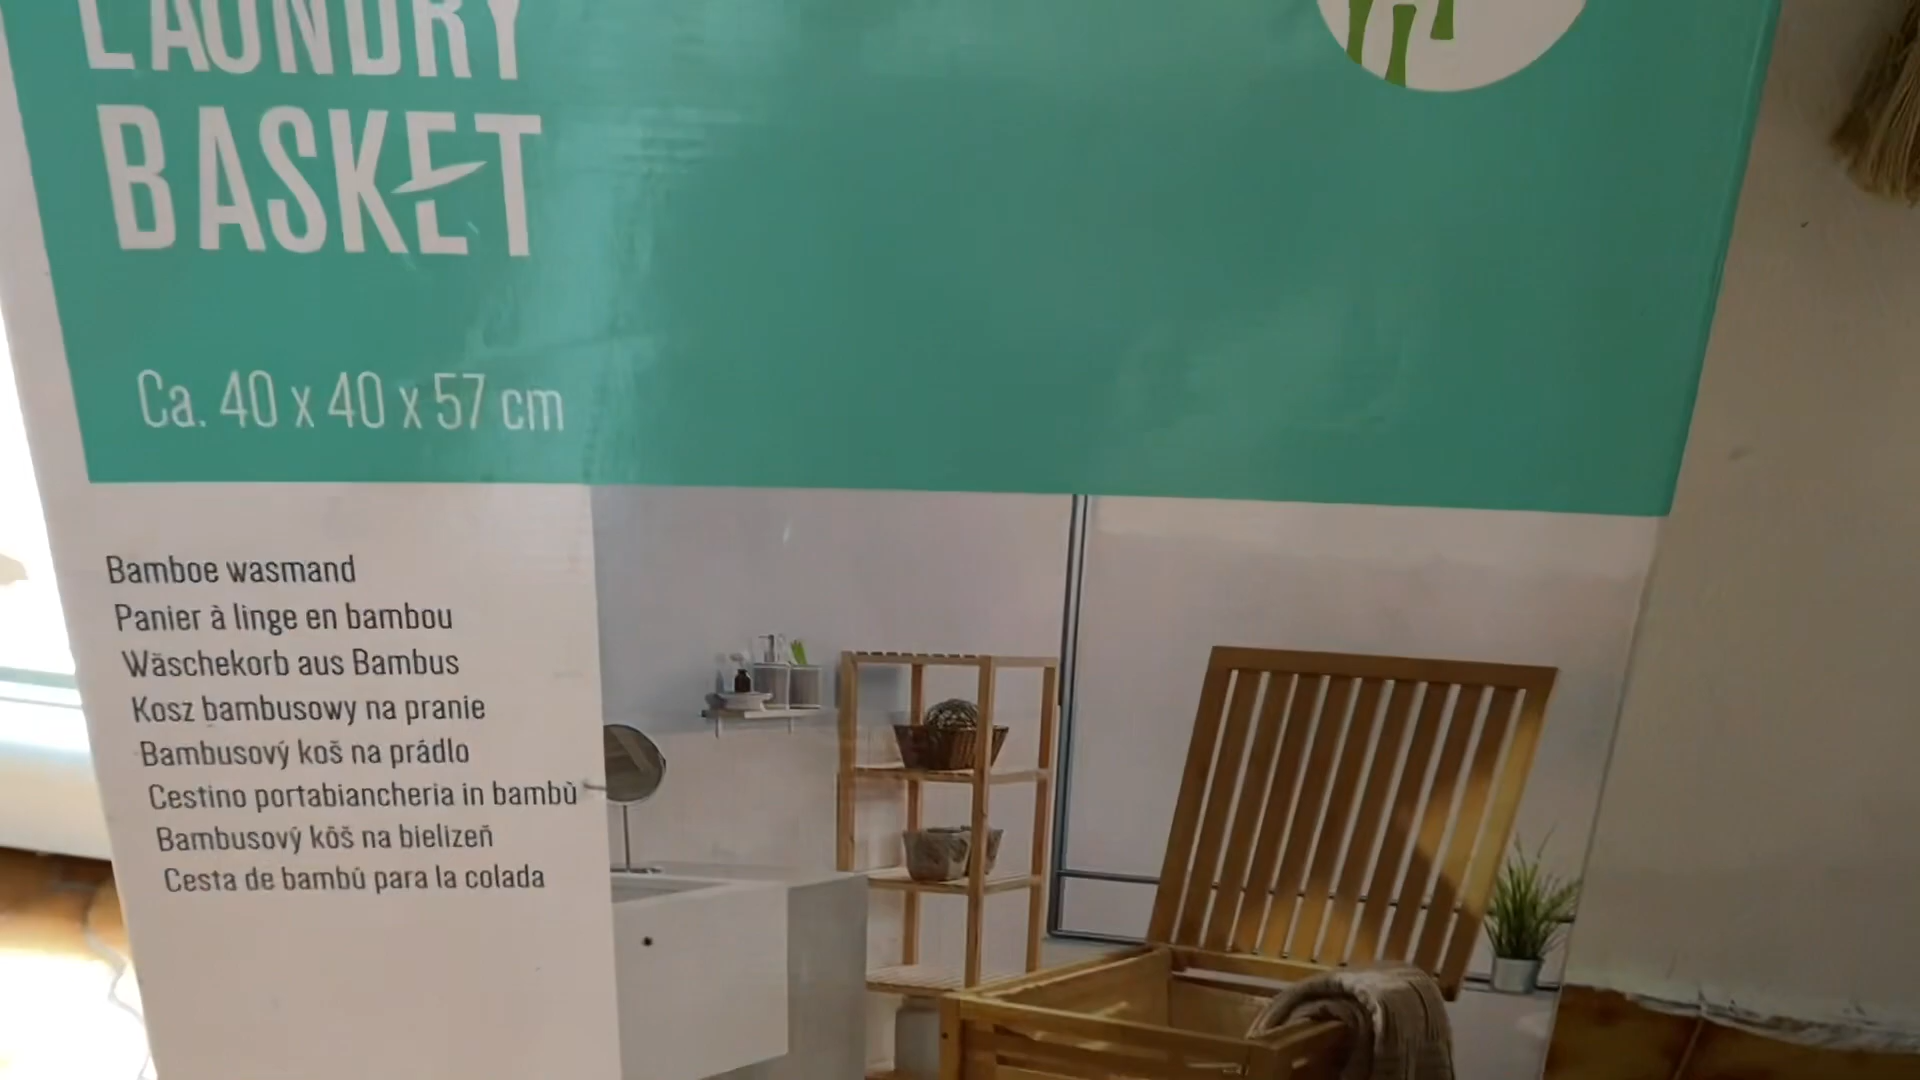 LAUNDRY
BASKET
Ca. 40 x 40 x 57 cm
Bamboe wasmand
Panier à linge en bambou
Wäschekorb aus Bambus
Kosz bambusowy na pranie
Bambusový koš na prádlo
Cestino portabiancheria in bambù
Bambusový kôš na bielizeň
Cesta de bambú para la colada